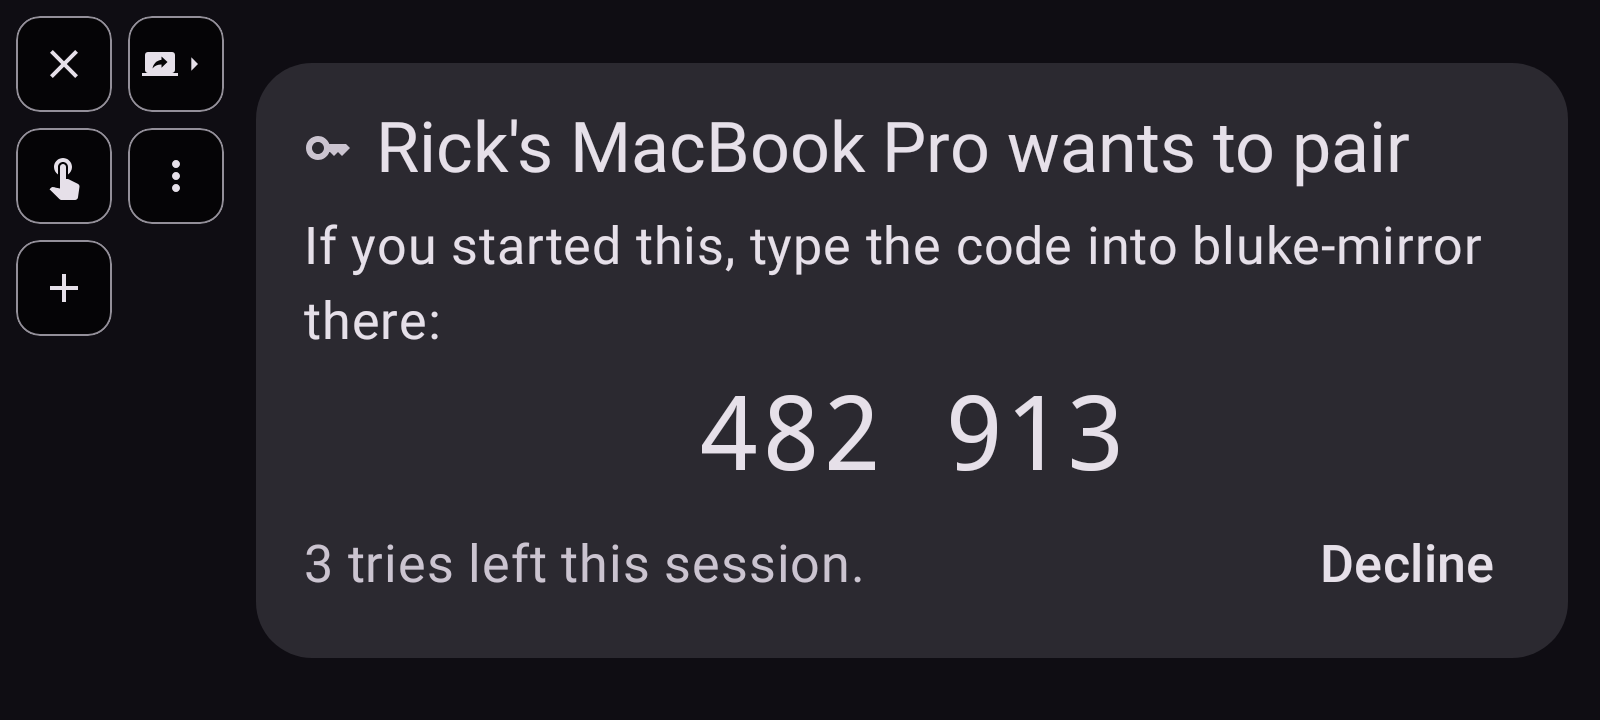 Rick's MacBook Pro wants to pair
If you started this, type the code into bluke-mirror
there:
482 913
3 tries left this session.
Decline